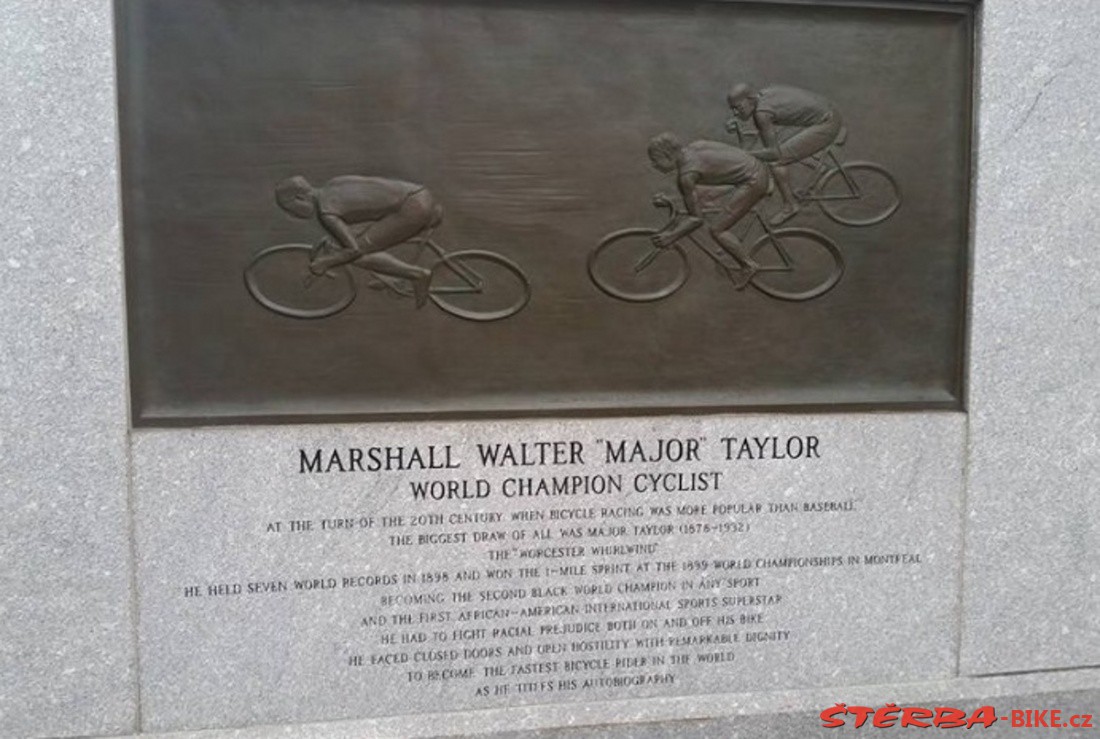 MARSHALL WALTER "MAJOR" TAYLOR
WORLD CHAMPION CYCLIST
AT THE TURN OF THE 20TH CENTURY WHEN BICYCLE RACING WAS MORE POPULAR THAN BASEBALL
THE BIGGEST DRAW OF ALL WAS MAJOR TAYLOR (1878-1932)
THE "WORCESTER WHIRLWIND"
HE HELD SEVEN WORLD RECORDS IN 1898 AND WON THE 1-MILE SPRINT AT THE 1899 WORLD CHAMPIONSHIPS IN MONTREAL
BECOMING THE SECOND BLACK WORLD CHAMPION IN ANY SPORT
AND THE FIRST AFRICAN-AMERICAN INTERNATIONAL SPORTS SUPERSTAR
HE HAD TO FIGHT RACIAL PREJUDICE BOTH ON AND OFF HIS BIKE
HE FACED CLOSED DOORS AND OPEN HOSTILITY WITH REMARKABLE DIGNITY
TO BECOME THE FASTEST BICYCLE RIDER IN THE WORLD
AS HE TITLES HIS AUTOBIOGRAPHY
ŠTĚRBA-BIKE.cz